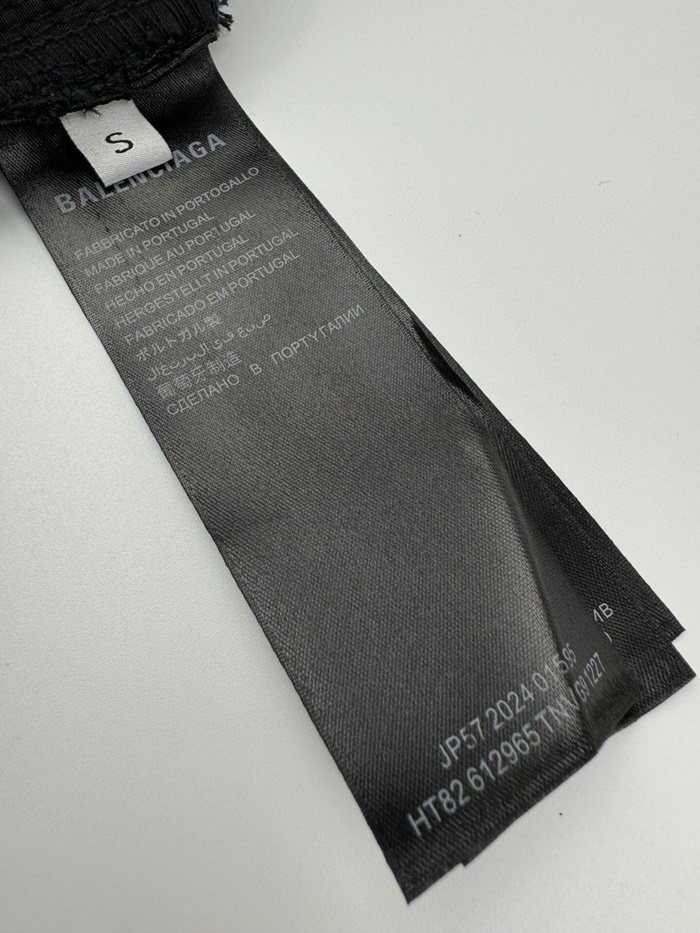 S
BALENCIAGA
FABBRICATO IN PORTOGALLO
MADE IN PORTUGAL
FABRIQUE AU PORTUGAL
HECHO EN PORTUGAL
HERGESTELLT IN PORTUGAL
FABRICADO EM PORTUGAL
ポルトガル製
صنع في البرتغال
葡萄牙制造
СДЕЛАНО В ПОРТУГАЛИИ
JP57 2024 01
HT82 612965